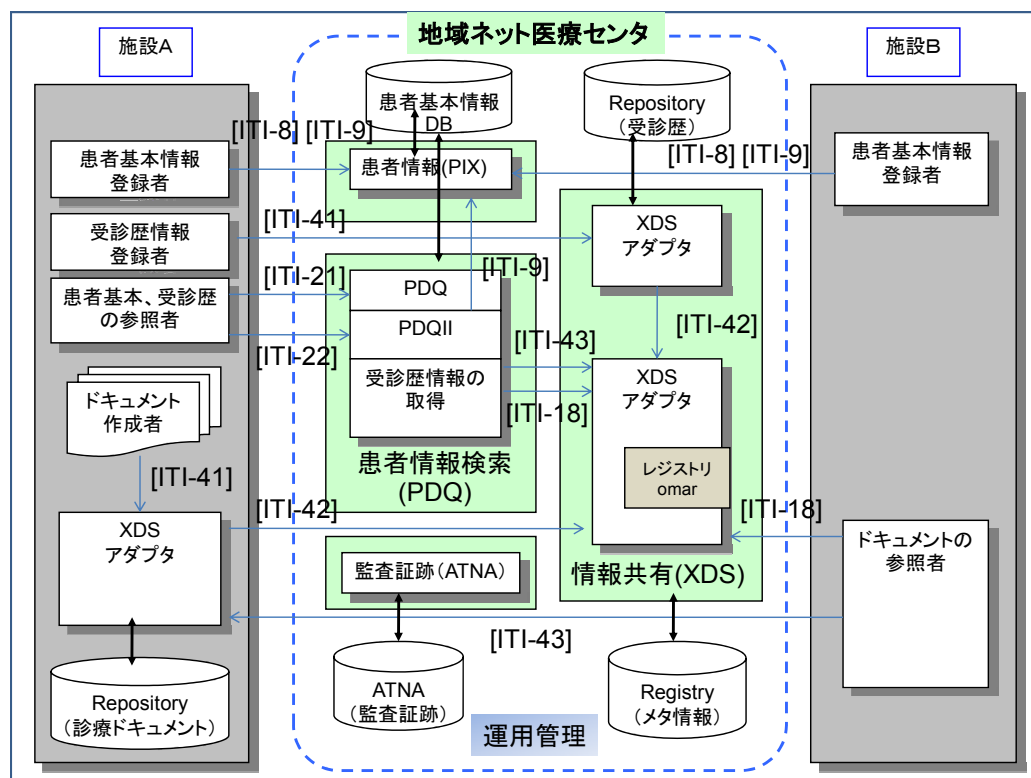 地域ネット医療センタ
施設A
施設B
患者基本情報
DB
Repository
(受診歴)
[ITI-8] [ITI-9]
[ITI-8] [ITI-9]
患者基本情報
登録者
患者情報(PIX)
患者基本情報
登録者
[ITI-41]
受診歴情報
登録者
XDS
アダプタ
[ITI-21]
[ITI-9]
患者基本、受診歴
の参照者
PDQ
PDQII
[ITI-42]
[ITI-22]
[ITI-43]
受診歴情報の
取得
XDS
アダプタ
ドキュメント
作成者
[ITI-18]
患者情報検索
(PDQ)
レジストリ
omar
[ITI-41]
[ITI-42]
[ITI-18]
XDS
アダプタ
ドキュメントの
参照者
監査証跡(ATNA)
情報共有(XDS)
[ITI-43]
Repository
(診療ドキュメント)
ATNA
(監査証跡)
Registry
(メタ情報)
運用管理